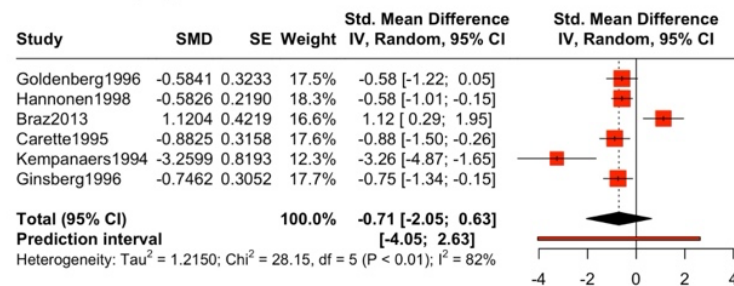 Std. Mean Difference Std. Mean Difference
Study SMD SE Weight IV, Random, 95% CI IV, Random, 95% CI
Goldenberg1996 -0.5841 0.3233 17.5% -0.58 [-1.22; 0.05]
Hannonen1998 -0.5826 0.2190 18.3% -0.58 [-1.01; -0.15]
Braz2013 1.1204 0.4219 16.6% 1.12 [ 0.29; 1.95]
Carette1995 -0.8825 0.3158 17.6% -0.88 [-1.50; -0.26]
Kempanaers1994 -3.2599 0.8193 12.3% -3.26 [-4.87; -1.65]
Ginsberg1996 -0.7462 0.3052 17.7% -0.75 [-1.34; -0.15]
Total (95% CI) 100.0% -0.71 [-2.05; 0.63]
Prediction interval [-4.05; 2.63]
Heterogeneity: Tau² = 1.2150; Chi² = 28.15, df = 5 (P < 0.01); I² = 82%
-4 -2 0 2 4